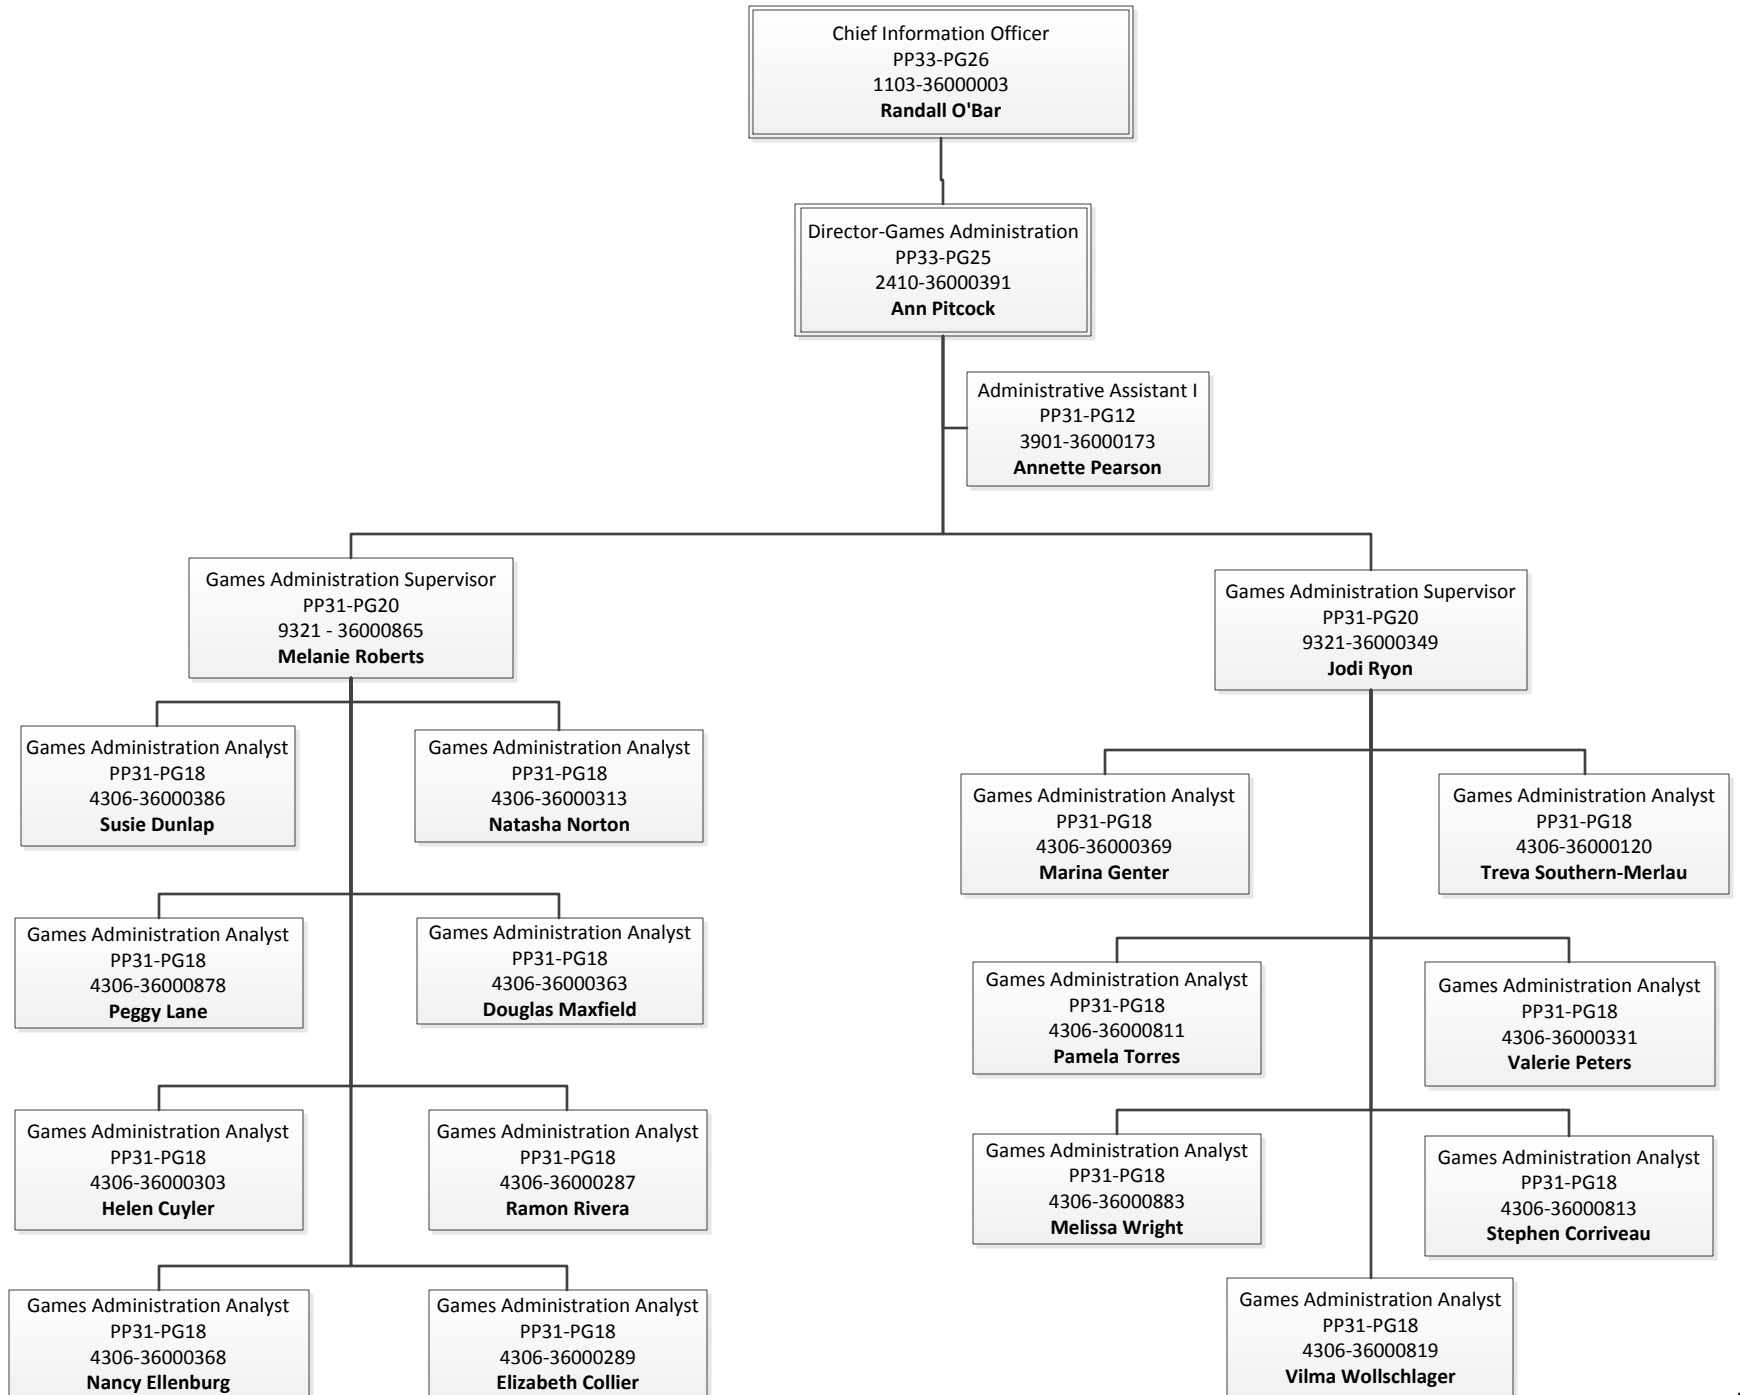 Chief Information Officer
PP33-PG26
1103-36000003
Randall O'Bar
Director-Games Administration
PP33-PG25
2410-36000391
Ann Pitcock
Administrative Assistant I
PP31-PG12
3901-36000173
Annette Pearson
Games Administration Supervisor
PP31-PG20
9321 - 36000865
Melanie Roberts
Games Administration Analyst
PP31-PG18
4306-36000386
Susie Dunlap
Games Administration Analyst
PP31-PG18
4306-36000313
Natasha Norton
Games Administration Analyst
PP31-PG18
4306-36000878
Peggy Lane
Games Administration Analyst
PP31-PG18
4306-36000363
Douglas Maxfield
Games Administration Analyst
PP31-PG18
4306-36000303
Helen Cuyler
Games Administration Analyst
PP31-PG18
4306-36000287
Ramon Rivera
Games Administration Analyst
PP31-PG18
4306-36000368
Nancy Ellenburg
Games Administration Analyst
PP31-PG18
4306-36000289
Elizabeth Collier
Games Administration Supervisor
PP31-PG20
9321-36000349
Jodi Ryon
Games Administration Analyst
PP31-PG18
4306-36000369
Marina Genter
Games Administration Analyst
PP31-PG18
4306-36000120
Treva Southern-Merlau
Games Administration Analyst
PP31-PG18
4306-36000811
Pamela Torres
Games Administration Analyst
PP31-PG18
4306-36000331
Valerie Peters
Games Administration Analyst
PP31-PG18
4306-36000883
Melissa Wright
Games Administration Analyst
PP31-PG18
4306-36000813
Stephen Corriveau
Games Administration Analyst
PP31-PG18
4306-36000819
Vilma Wollschlager